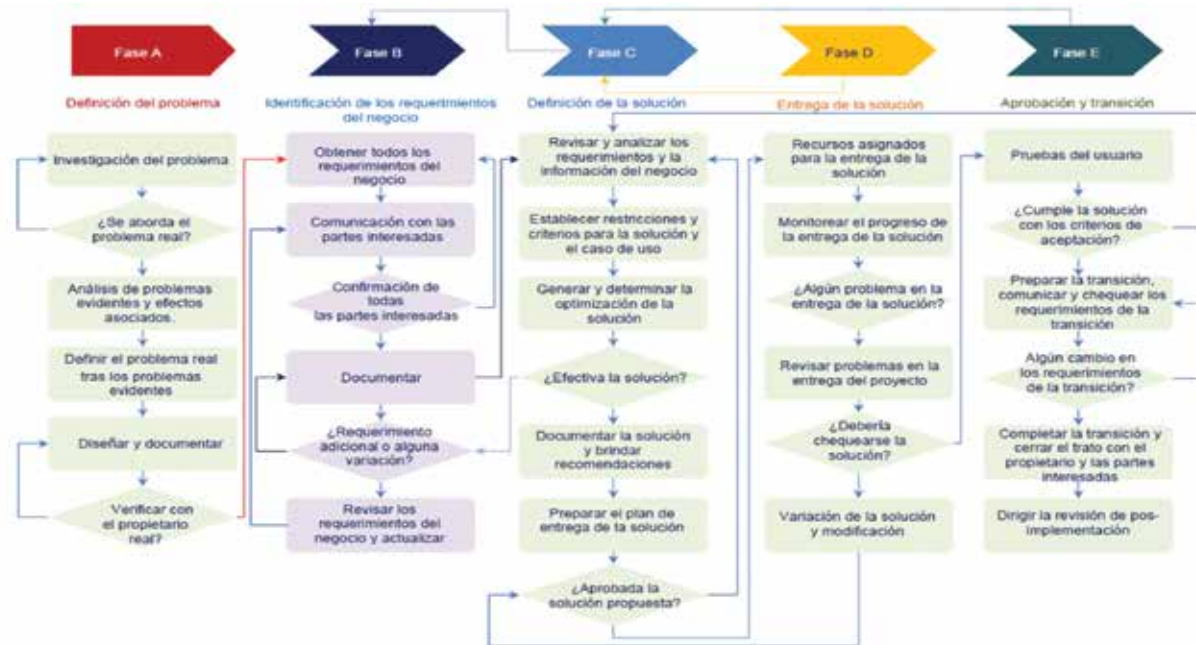 Fase A
Fase B
Fase C
Fase D
Fase E
Definición del problema
Identificación de los requerimientos
del negocio
Definición de la solución
Entrega de la solución
Aprobación y transición
Investigación del problema
¿Se aborda el
problema real?
Análisis de problemas
evidentes y efectos
asociados.
Definir el problema real
tras los problemas
evidentes
Diseñar y documentar
Verificar con
el propietario
real?
Obtener todos los
requerimientos del
negocio
Comunicación con las
partes interesadas
Confirmación de
todas
las partes interesadas
Documentar
¿Requerimiento
adicional o alguna
variación?
Revisar los
requerimientos del
negocio y actualizar
Revisar y analizar los
requerimientos y la
información del negocio
Establecer restricciones y
criterios para la solución y
el caso de uso
Generar y determinar la
optimización de la
solución
¿Efectiva la solución?
Documentar la solución
y brindar
recomendaciones
Preparar el plan de
entrega de la solución
¿Aprobada la
solución propuesta?
Recursos asignados
para la entrega de la
solución
Monitorear el progreso de
la entrega de la solución
¿Algún problema en la
entrega de la solución?
Revisar problemas en la
entrega del proyecto
¿Debería
chequearse la
solución?
Variación de la solución
y modificación
Pruebas del usuario
¿Cumple la solución
con los criterios de
aceptación?
Preparar la transición,
comunicar y chequear los
requerimientos de la
transición
Algún cambio en
los requerimientos
de la transición?
Completar la transición y
cerrar el trato con el
propietario y las partes
interesadas
Dirigir la revisión de pos-
implementación